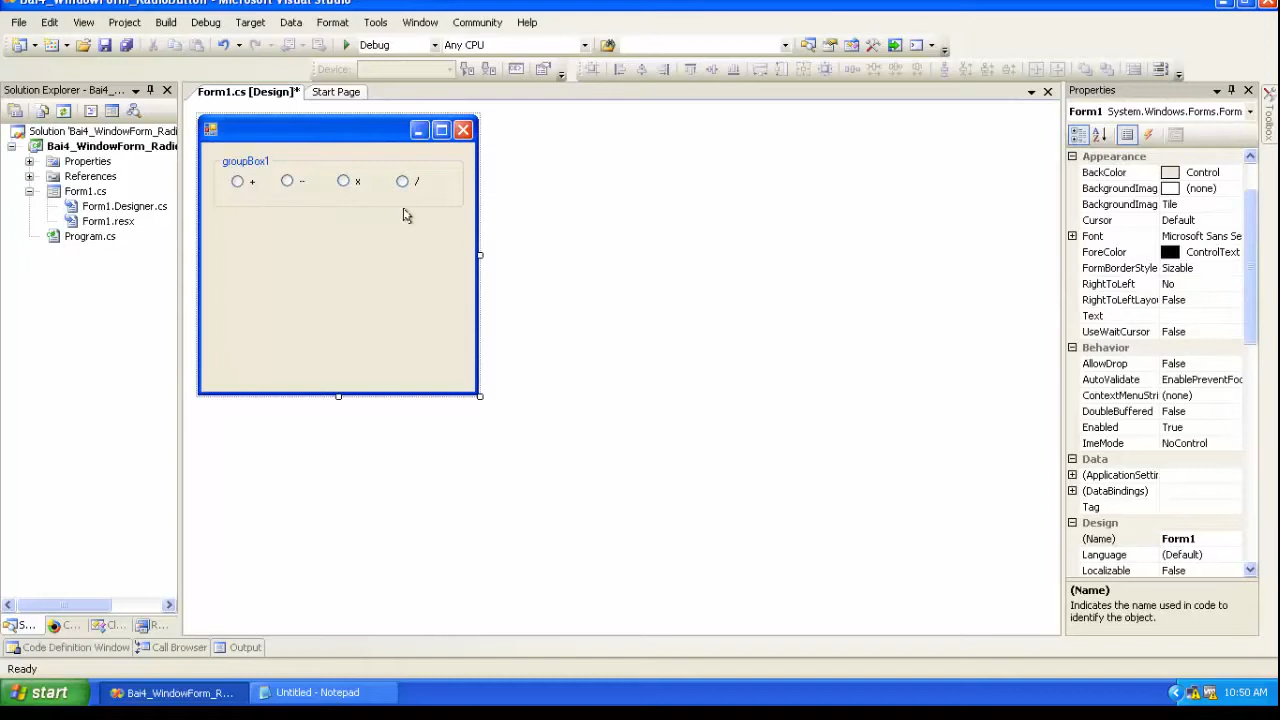 Bai4_WindowForm_RadioButton - Microsoft Visual Studio
File Edit View Project Build Debug Target Format Tools Window Community Help
Debug Any CPU
Device:
Solution Explorer - Bai4_...
Form1.cs [Design]* Start Page
Properties
Form1 System.Windows.Forms.Form
Toolbox
Solution 'Bai4_WindowForm_Radi
Bai4_WindowForm_Radio
Properties
References
Form1.cs
Form1.Designer.cs
Form1.resx
Program.cs
groupBox1
+ - x /
Appearance
BackColor Control
BackgroundImag (none)
BackgroundImag Tile
Cursor Default
Font Microsoft Sans Se
ForeColor ControlText
FormBorderStyle Sizable
RightToLeft No
RightToLeftLayou False
Text
UseWaitCursor False
Behavior
AllowDrop False
AutoValidate EnablePreventFoc
ContextMenuStri (none)
DoubleBuffered False
Enabled True
ImeMode NoControl
Data
(ApplicationSettin
(DataBindings)
Tag
Design
(Name) Form1
Language (Default)
Localizable False
(Name)
Indicates the name used in code to
identify the object.
S... C... Cl... R...
Code Definition Window Call Browser Output
Ready
start Bai4_WindowForm_R... Untitled - Notepad 10:50 AM